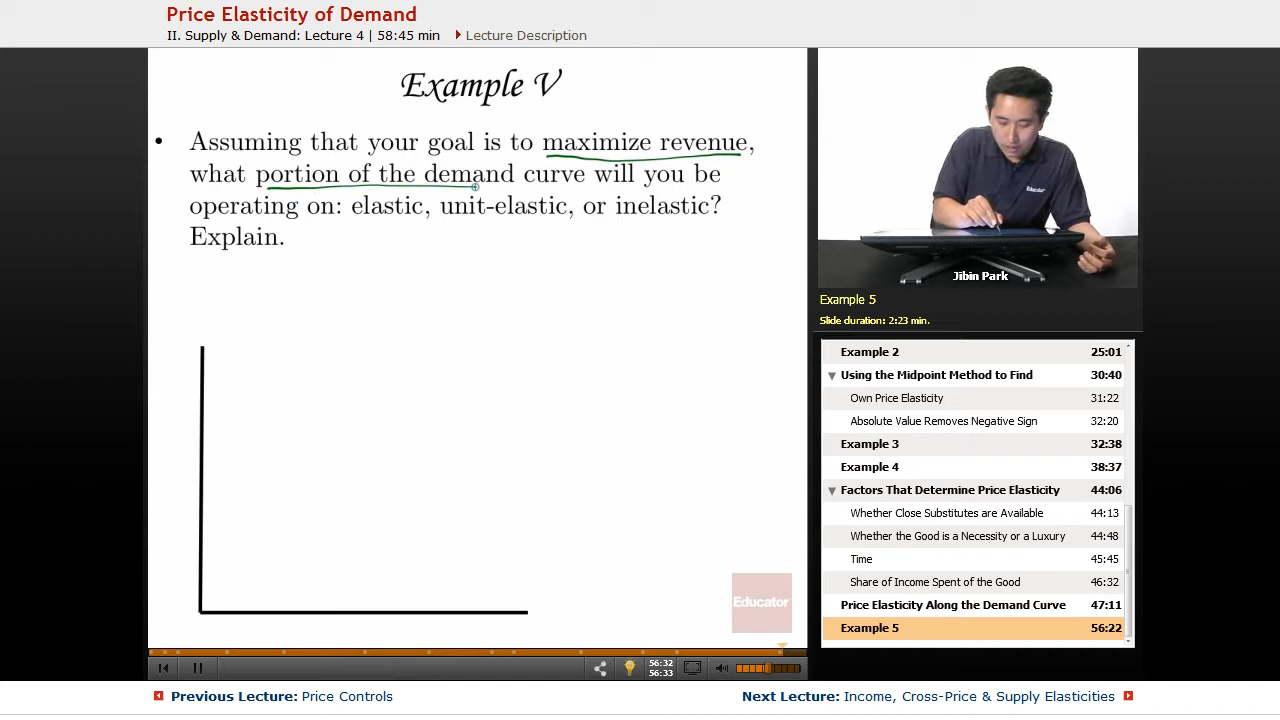 Price Elasticity of Demand
II. Supply & Demand: Lecture 4 | 58:45 min
Lecture Description
Example V
• Assuming that your goal is to maximize revenue,
what portion of the demand curve will you be
operating on: elastic, unit-elastic, or inelastic?
Explain.
Educator
Educator
Jibin Park
Example 5
Slide duration: 2:23 min.
Example 2 25:01
Using the Midpoint Method to Find 30:40
Own Price Elasticity 31:22
Absolute Value Removes Negative Sign 32:20
Example 3 32:38
Example 4 38:37
Factors That Determine Price Elasticity 44:06
Whether Close Substitutes are Available 44:13
Whether the Good is a Necessity or a Luxury 44:48
Time 45:45
Share of Income Spent of the Good 46:32
Price Elasticity Along the Demand Curve 47:11
Example 5 56:22
56:32
56:33
Previous Lecture: Price Controls
Next Lecture: Income, Cross-Price & Supply Elasticities